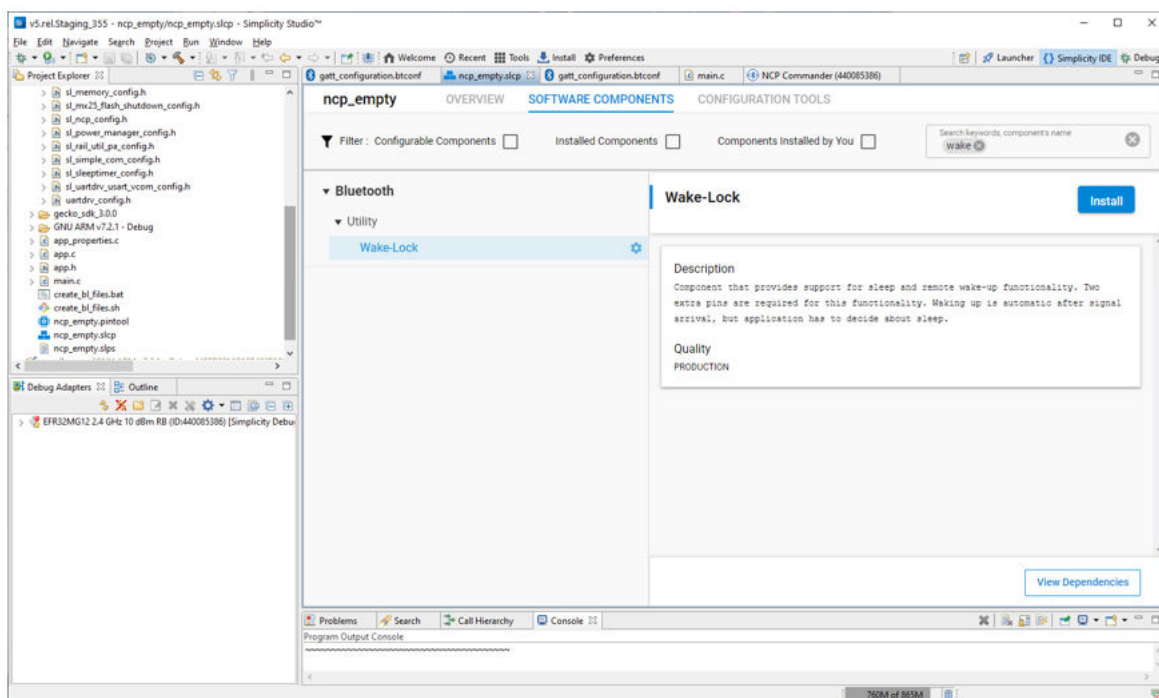 v5.rel.Staging_355 - ncp_empty/ncp_empty.slcp - Simplicity Studio™
File Edit Navigate Search Project Run Window Help
Welcome Recent Tools Install Preferences
Launcher {} Simplicity IDE Debug
Project Explorer
sl_memory_config.h
sl_mx25_flash_shutdown_config.h
sl_ncp_config.h
sl_power_manager_config.h
sl_rail_util_pa_config.h
sl_simple_com_config.h
sl_sleeptimer_config.h
sl_uartdrv_usart_vcom_config.h
uartdrv_config.h
gecko_sdk_3.0.0
GNU ARM v7.2.1 - Debug
app_properties.c
app.c
app.h
main.c
create_bl_files.bat
create_bl_files.sh
ncp_empty.pintool
ncp_empty.slcp
ncp_empty.slps
Debug Adapters Outline
EFR32MG12 2.4 GHz 10 dBm RB (ID:440085386) [Simplicity Debu
gatt_configuration.btconf ncp_empty.slcp gatt_configuration.btconf main.c NCP Commander (440085386)
ncp_empty OVERVIEW SOFTWARE COMPONENTS CONFIGURATION TOOLS
Filter : Configurable Components Installed Components Components Installed by You
Search keywords, component's name
wake
Bluetooth
Utility
Wake-Lock
Wake-Lock
Install
Description
Component that provides support for sleep and remote wake-up functionality. Two
extra pins are required for this functionality. Waking up is automatic after signal
arrival, but application has to decide about sleep.
Quality
PRODUCTION
View Dependencies
Problems Search Call Hierarchy Console
Program Output Console
760M of 865M